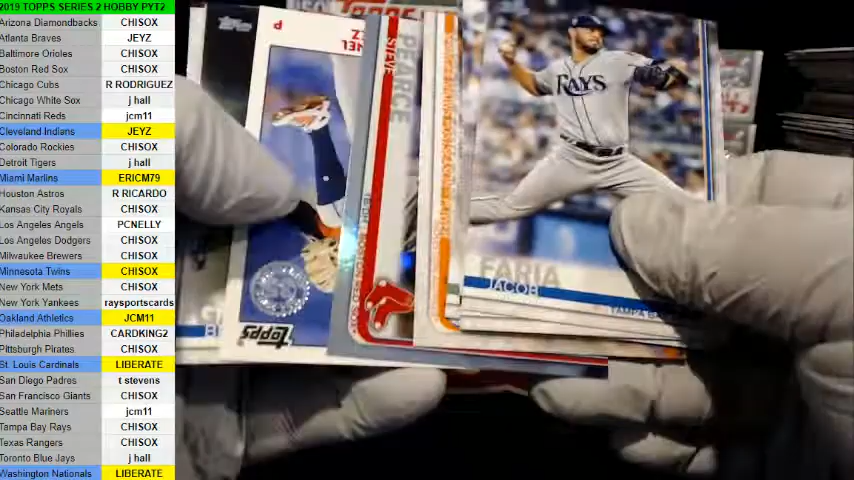 2019 TOPPS SERIES 2 HOBBY PYT2
Arizona Diamondbacks CHISOX
Atlanta Braves JEYZ
Baltimore Orioles CHISOX
Boston Red Sox CHISOX
Chicago Cubs R RODRIGUEZ
Chicago White Sox j hall
Cincinnati Reds jcm11
Cleveland Indians JEYZ
Colorado Rockies CHISOX
Detroit Tigers j hall
Miami Marlins ERICM79
Houston Astros R RICARDO
Kansas City Royals CHISOX
Los Angeles Angels PCNELLY
Los Angeles Dodgers CHISOX
Milwaukee Brewers CHISOX
Minnesota Twins CHISOX
New York Mets CHISOX
New York Yankees raysportcards
Oakland Athletics JCM11
Philadelphia Phillies CARDKING2
Pittsburgh Pirates CHISOX
St. Louis Cardinals LIBERATE
San Diego Padres t stevens
San Francisco Giants CHISOX
Seattle Mariners jcm11
Tampa Bay Rays CHISOX
Texas Rangers CHISOX
Toronto Blue Jays j hall
Washington Nationals LIBERATE
Topps
STEVE
PEARCE
RAYS
FARIA
JACOB
topps